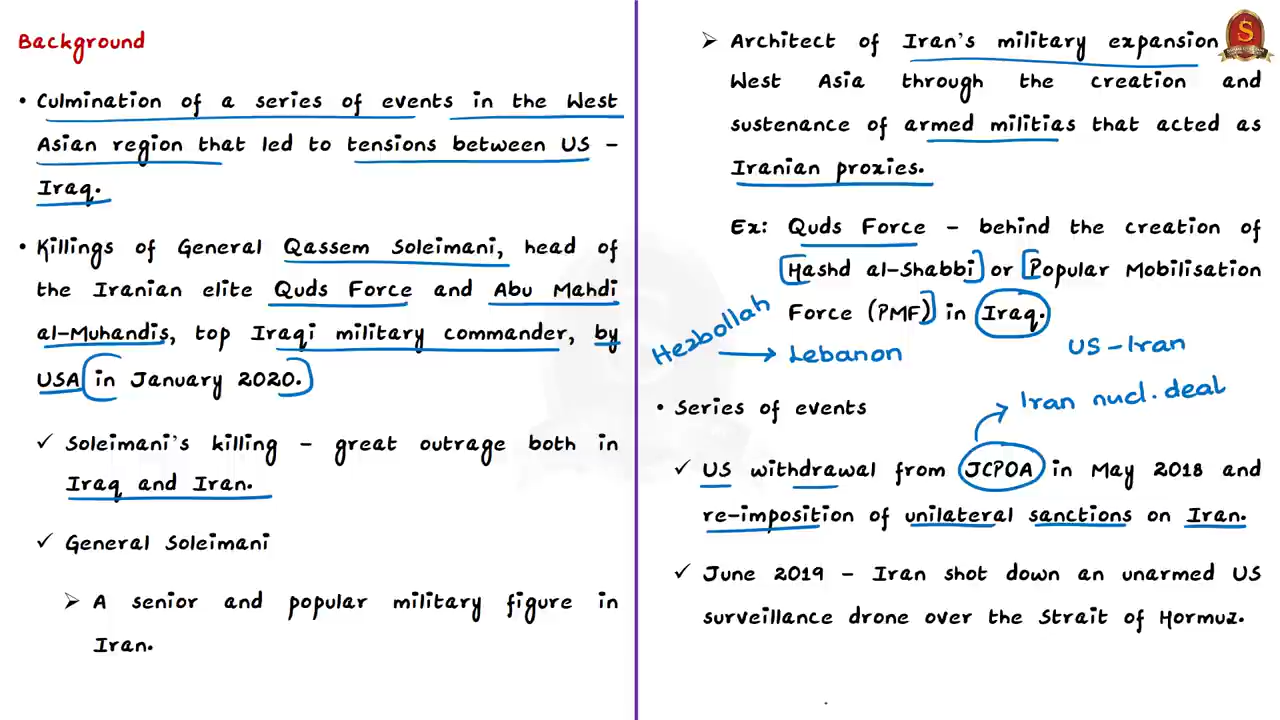 Background
• Culmination of a series of events in the West
Asian region that led to tensions between US –
Iraq.
• Killings of General Qassem Soleimani, head of
the Iranian elite Quds Force and Abu Mahdi
al-Muhandis, top Iraqi military commander, by
USA in January 2020.
✓ Soleimani's killing – great outrage both in
Iraq and Iran.
✓ General Soleimani
➢ A senior and popular military figure in
Iran.
➢ Architect of Iran's military expansion
West Asia through the creation and
sustenance of armed militias that acted as
Iranian proxies.
Ex: Quds Force – behind the creation of
Hashd al-Shabbi or Popular Mobilisation
Force (PMF) in Iraq.
Hezbollah → Lebanon
US-Iran
Iran nucl. deal
• Series of events
✓ US withdrawal from JCPOA in May 2018 and
re-imposition of unilateral sanctions on Iran.
✓ June 2019 – Iran shot down an unarmed US
surveillance drone over the Strait of Hormuz.
S